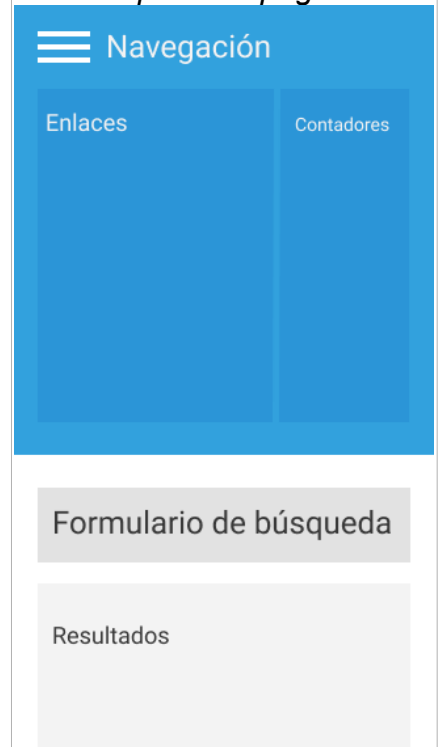 Navegación
Enlaces
Contadores
Formulario de búsqueda
Resultados